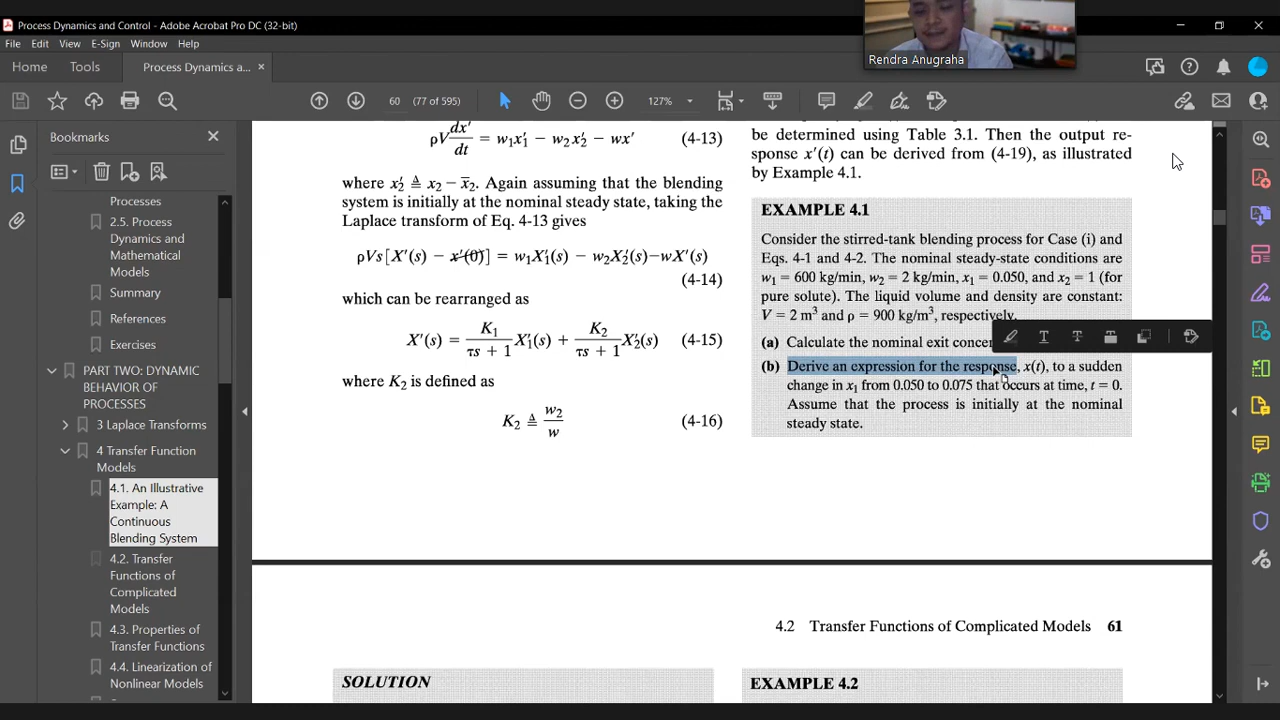 Process Dynamics and Control - Adobe Acrobat Pro DC (32-bit)
File Edit View E-Sign Window Help
Rendra Anugraha
Home Tools Process Dynamics a... ×
60 (77 of 595) 127%
Bookmarks
Processes
2.5. Process
Dynamics and
Mathematical
Models
Summary
References
Exercises
PART TWO: DYNAMIC
BEHAVIOR OF
PROCESSES
3 Laplace Transforms
4 Transfer Function
Models
4.1. An Illustrative
Example: A
Continuous
Blending System
4.2. Transfer
Functions of
Complicated
Models
4.3. Properties of
Transfer Functions
4.4. Linearization of
Nonlinear Models
ρV dx′/dt = w₁x′₁ − w₂x′₂ − wx′ (4-13)
where x′₂ ≜ x₂ − x̄₂. Again assuming that the blending
system is initially at the nominal steady state, taking the
Laplace transform of Eq. 4-13 gives
ρVs[X′(s) − x′(0)] = w₁X′₁(s) − w₂X′₂(s)−wX′(s)
(4-14)
which can be rearranged as
X′(s) = K₁/(τs + 1) X′₁(s) + K₂/(τs + 1) X′₂(s) (4-15)
where K₂ is defined as
K₂ ≜ w₂/w (4-16)
be determined using Table 3.1. Then the output re-
sponse x′(t) can be derived from (4-19), as illustrated
by Example 4.1.
EXAMPLE 4.1
Consider the stirred-tank blending process for Case (i) and
Eqs. 4-1 and 4-2. The nominal steady-state conditions are
w₁ = 600 kg/min, w₂ = 2 kg/min, x₁ = 0.050, and x₂ = 1 (for
pure solute). The liquid volume and density are constant:
V = 2 m³ and ρ = 900 kg/m³, respectively.
(a) Calculate the nominal exit concen
(b) Derive an expression for the response, x(t), to a sudden
change in x₁ from 0.050 to 0.075 that occurs at time, t = 0.
Assume that the process is initially at the nominal
steady state.
4.2 Transfer Functions of Complicated Models 61
SOLUTION
EXAMPLE 4.2